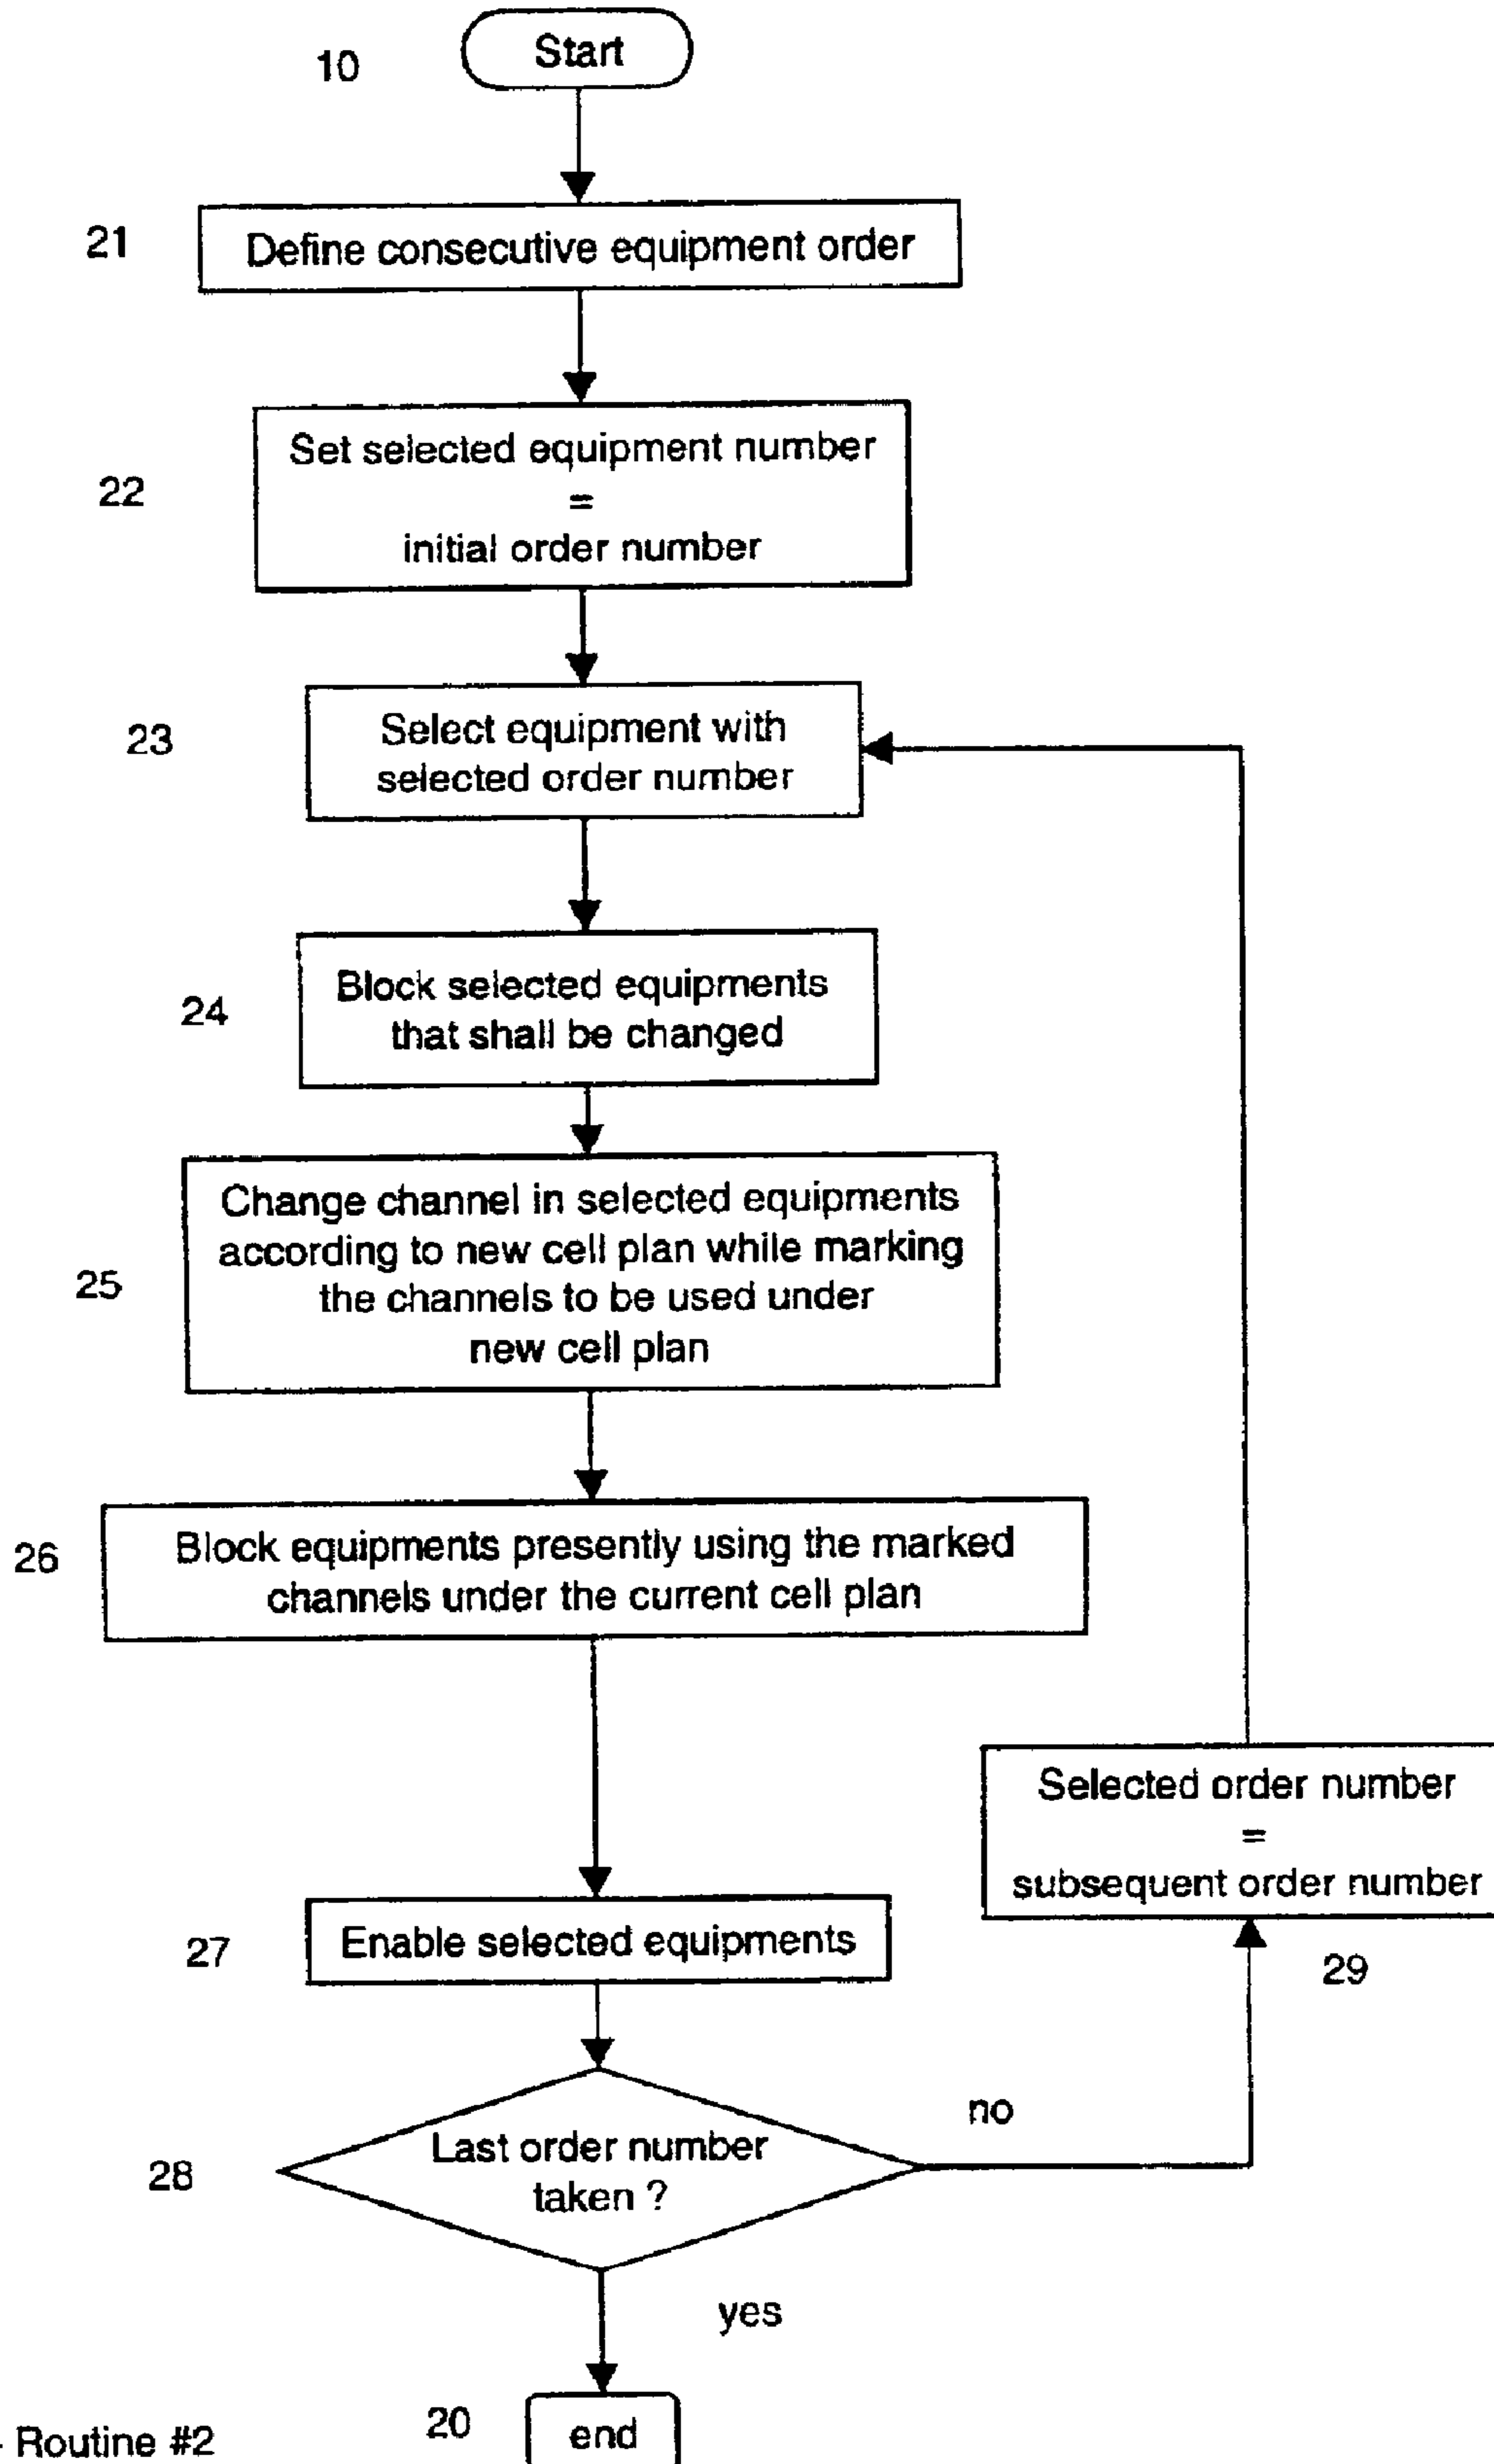 10
Start
21
Define consecutive equipment order
22
Set selected equipment number
=
initial order number
23
Select equipment with
selected order number
24
Block selected equipments
that shall be changed
25
Change channel in selected equipments
according to new cell plan while marking
the channels to be used under
new cell plan
26
Block equipments presently using the marked
channels under the current cell plan
Selected order number
=
subsequent order number
29
27
Enable selected equipments
28
Last order number
taken ?
no
yes
20
end
- Routine #2